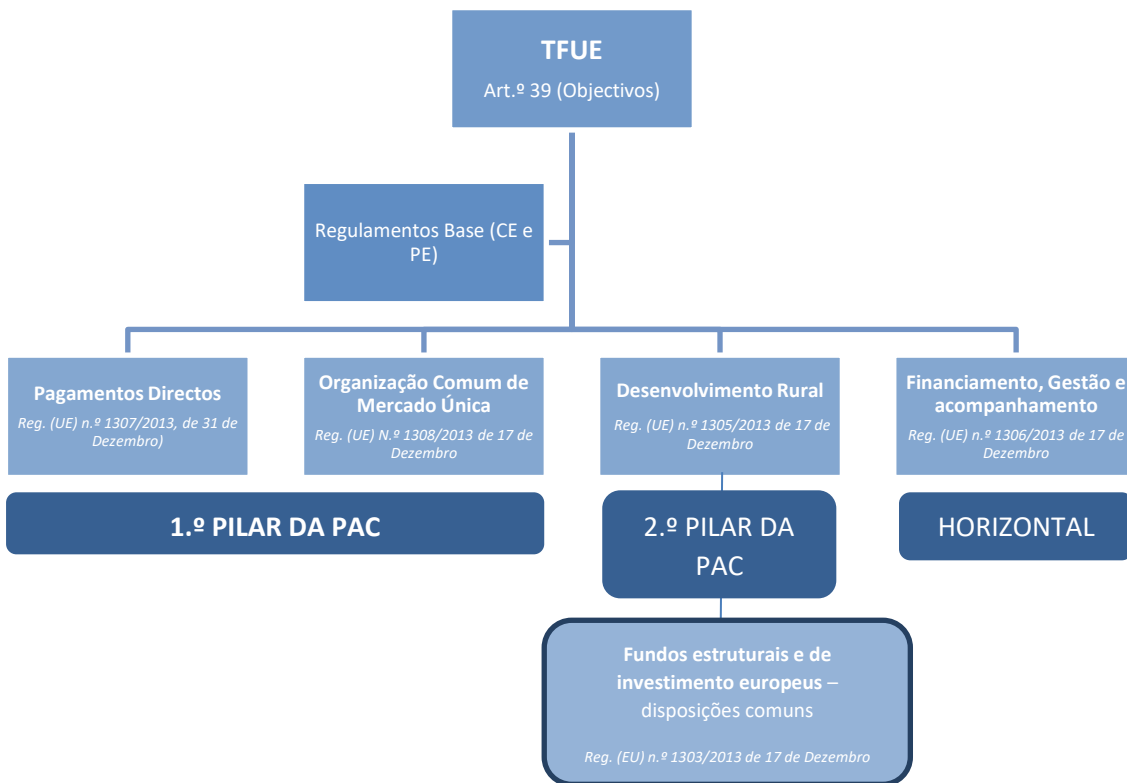 TFUE
Art.º 39 (Objectivos)
Regulamentos Base (CE e
PE)
Pagamentos Directos
Reg. (UE) n.º 1307/2013, de 31 de
Dezembro)
Organização Comum de
Mercado Única
Reg. (UE) N.º 1308/2013 de 17 de
Dezembro
Desenvolvimento Rural
Reg. (UE) n.º 1305/2013 de 17 de
Dezembro
Financiamento, Gestão e
acompanhamento
Reg. (UE) n.º 1306/2013 de 17 de
Dezembro
1.º PILAR DA PAC
2.º PILAR DA
PAC
HORIZONTAL
Fundos estruturais e de
investimento europeus –
disposições comuns
Reg. (EU) n.º 1303/2013 de 17 de Dezembro